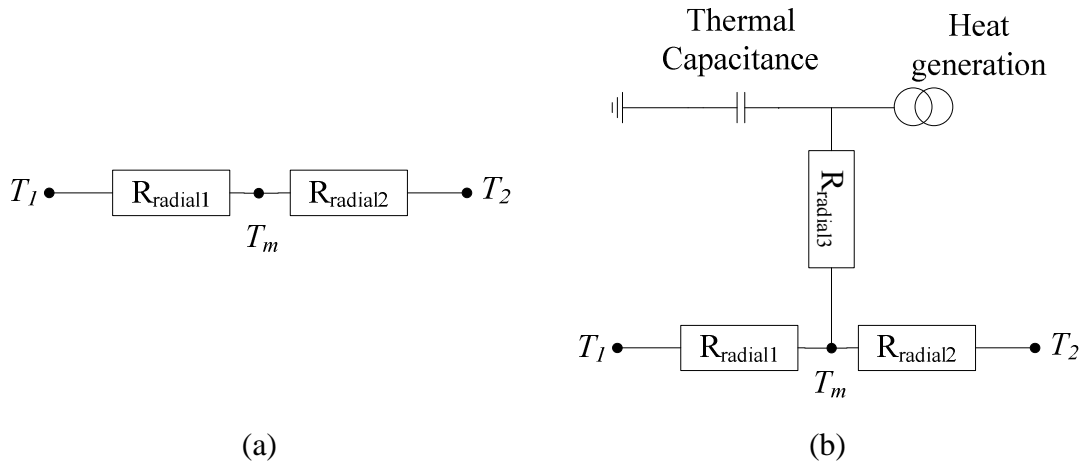 Thermal
Capacitance
Heat
generation
T1
Rradial1
Tm
Rradial2
T2
(a)
Rradial3
T1
Rradial1
Tm
Rradial2
T2
(b)